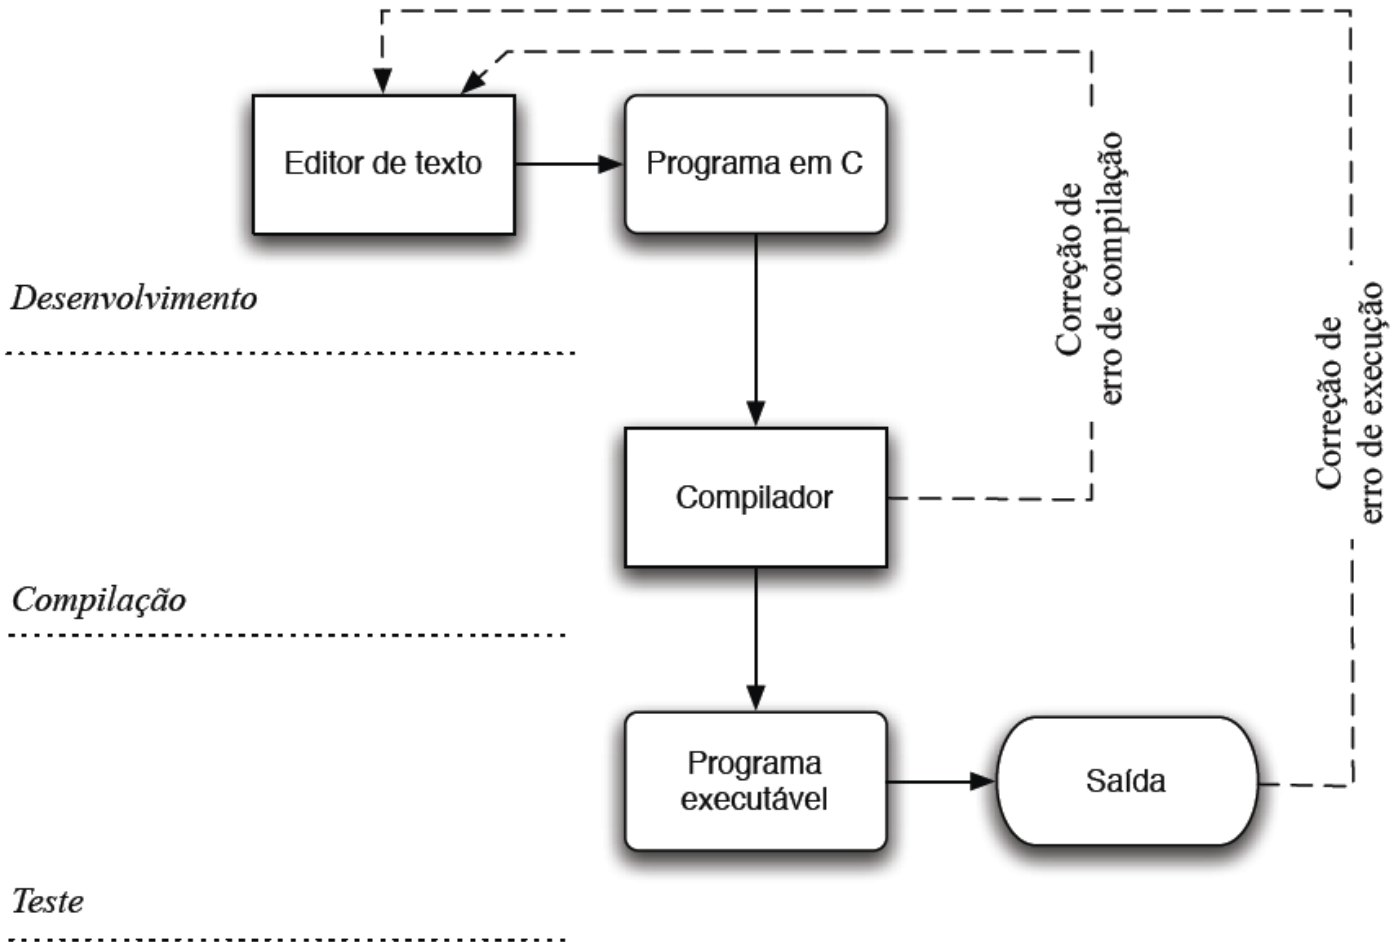 Editor de texto
Programa em C
Desenvolvimento
Correção de
erro de compilação
Correção de
erro de execução
Compilador
Compilação
Programa
executável
Saída
Teste